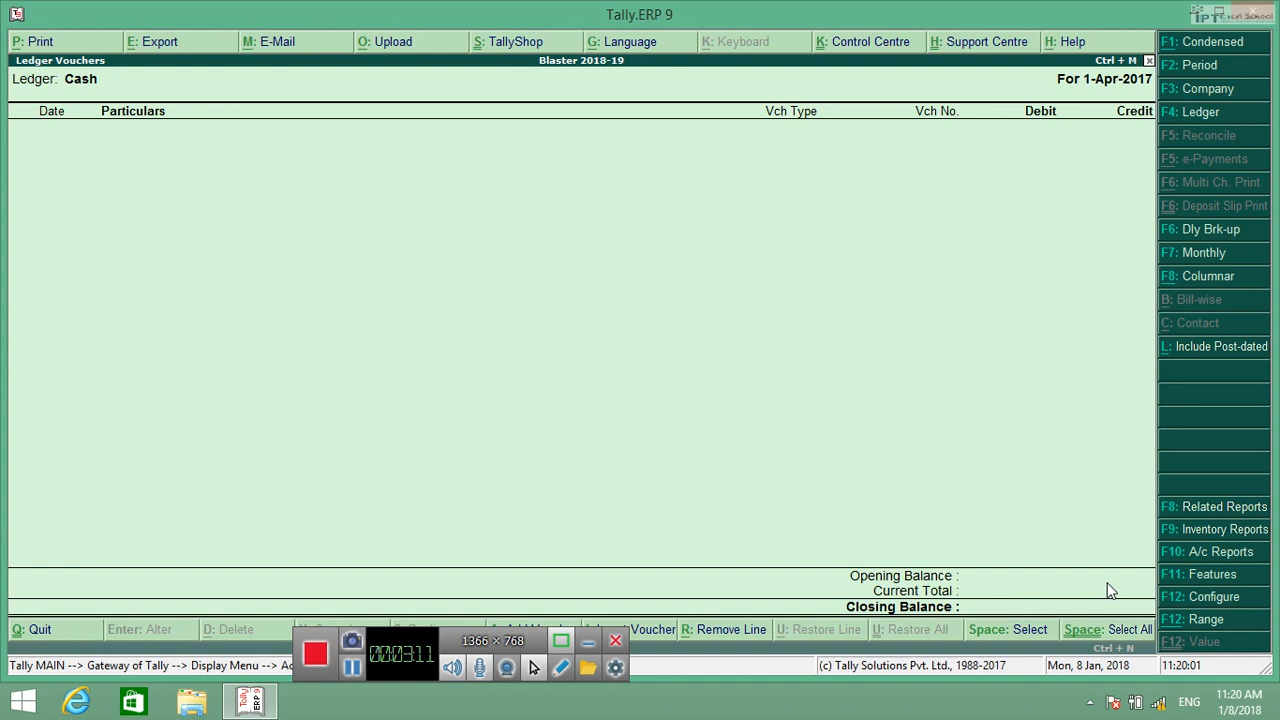 Tally.ERP 9
IPT Excel School
P: Print E: Export M: E-Mail O: Upload S: TallyShop G: Language K: Keyboard K: Control Centre H: Support Centre H: Help
Ledger Vouchers Blaster 2018-19 Ctrl + M
Ledger: Cash For 1-Apr-2017
Date Particulars Vch Type Vch No. Debit Credit
F1: Condensed
F2: Period
F3: Company
F4: Ledger
F5: Reconcile
F5: e-Payments
F6: Multi Ch. Print
F6: Deposit Slip Print
F6: Dly Brk-up
F7: Monthly
F8: Columnar
B: Bill-wise
C: Contact
L: Include Post-dated
F8: Related Reports
F9: Inventory Reports
F10: A/c Reports
F11: Features
F12: Configure
F12: Range
F12: Value
Opening Balance :
Current Total :
Closing Balance :
Q: Quit Enter: Alter D: Delete Voucher R: Remove Line U: Restore Line U: Restore All Space: Select Space: Select All
Ctrl + N
1366 × 768
Tally MAIN --> Gateway of Tally --> Display Menu --> Ac (c) Tally Solutions Pvt. Ltd., 1988-2017 Mon, 8 Jan, 2018 11:20:01
ERP 9
ENG
11:20 AM
1/8/2018